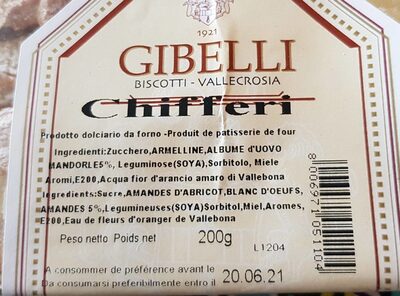 1921
GIBELLI
BISCOTTI - VALLECROSIA
Chifferi
Prodotto dolciario da forno -Produit de patisserie de four
Ingredienti:Zucchero,ARMELLINE,ALBUME d'UOVO
MANDORLE5%, Leguminose(SOYA),Sorbitolo, Miele
Aromi,E200,Acqua fior d'arancio amaro di Vallebona
Ingredients:Sucre,AMANDES D'ABRICOT,BLANC D'OEUFS,
AMANDES 5%,Legumineuses(SOYA)Sorbitol,Miel,Aromes,
E200,Eau de fleurs d'oranger de Vallebona
Peso netto Poids net 200g L1204
A consommer de préférence avant le
Da consumarsi preferibilmente entro il 20.06.21
8006971051104